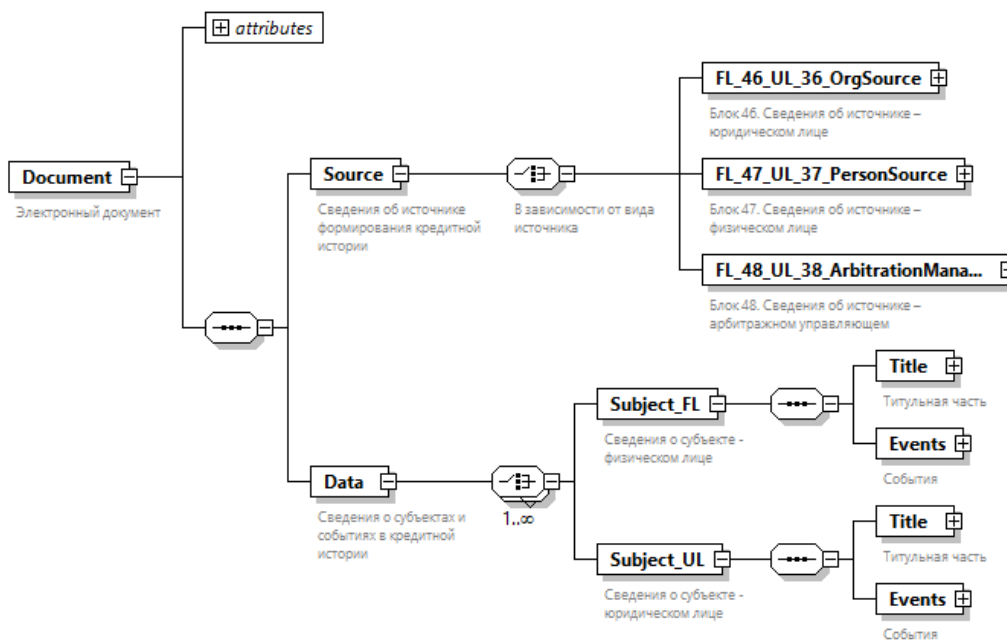 attributes
FL_46_UL_36_OrgSource
Блок 46. Сведения об источнике –
юридическом лице
Document
Электронный документ
Source
Сведения об источнике
формирования кредитной
истории
В зависимости от вида
источника
FL_47_UL_37_PersonSource
Блок 47. Сведения об источнике –
физическом лице
FL_48_UL_38_ArbitrationMana...
Блок 48. Сведения об источнике –
арбитражном управляющем
Data
Сведения о субъектах и
событиях в кредитной
истории
1..∞
Subject_FL
Сведения о субъекте -
физическом лице
Title
Титульная часть
Events
События
Subject_UL
Сведения о субъекте -
юридическом лице
Title
Титульная часть
Events
События